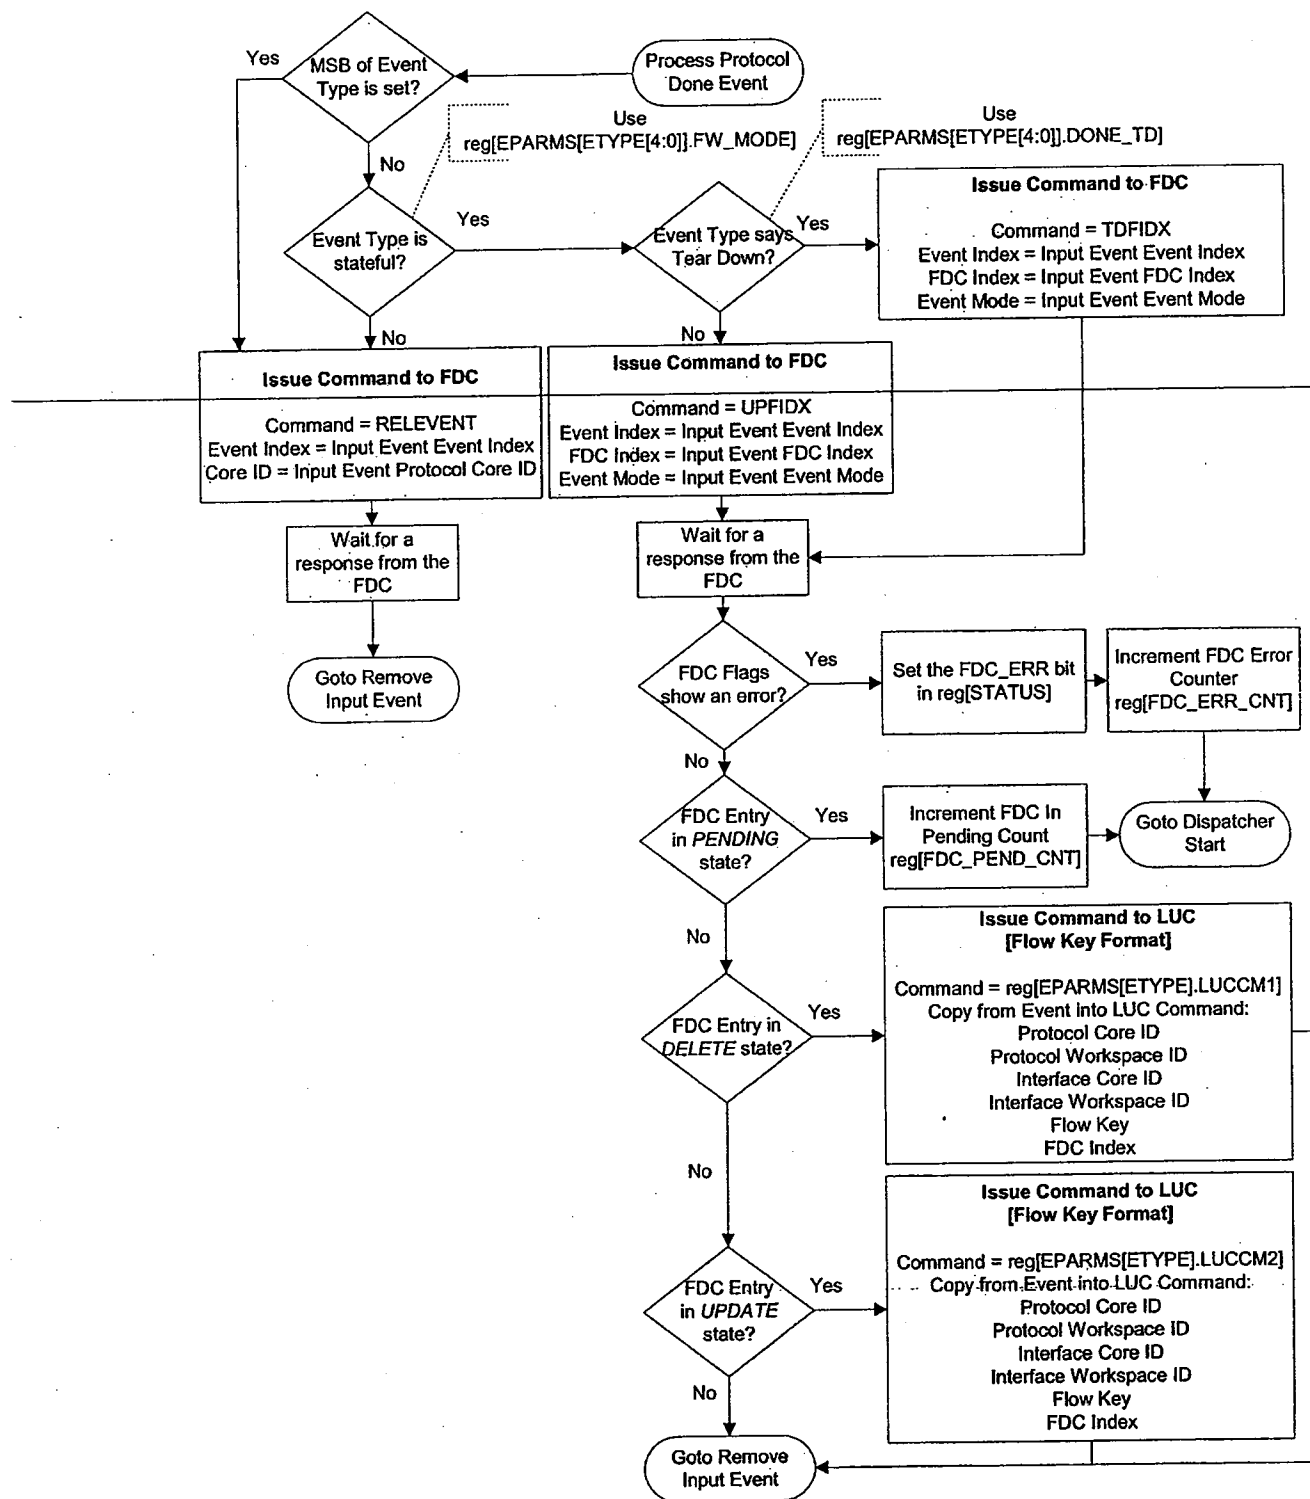 Process Protocol
Done Event
MSB of Event
Type is set?
Yes
No
Use
reg[EPARMS[ETYPE[4:0]].FW_MODE]
Use
reg[EPARMS[ETYPE[4:0]].DONE_TD]
Event Type is
stateful?
Yes
No
Event Type says
Tear Down?
Yes
No
Issue Command to FDC
Command = TDFIDX
Event Index = Input Event Event Index
FDC Index = Input Event FDC Index
Event Mode = Input Event Event Mode
Issue Command to FDC
Command = RELEVENT
Event Index = Input Event Event Index
Core ID = Input Event Protocol Core ID
Issue Command to FDC
Command = UPFIDX
Event Index = Input Event Event Index
FDC Index = Input Event FDC Index
Event Mode = Input Event Event Mode
Wait for a
response from the
FDC
Goto Remove
Input Event
Wait for a
response from the
FDC
FDC Flags
show an error?
Yes
No
Set the FDC_ERR bit
in reg[STATUS]
Increment FDC Error
Counter
reg[FDC_ERR_CNT]
FDC Entry
in PENDING
state?
Yes
No
Increment FDC In
Pending Count
reg[FDC_PEND_CNT]
Goto Dispatcher
Start
FDC Entry in
DELETE state?
Yes
No
Issue Command to LUC
[Flow Key Format]
Command = reg[EPARMS[ETYPE].LUCCM1]
Copy from Event into LUC Command:
Protocol Core ID
Protocol Workspace ID
Interface Core ID
Interface Workspace ID
Flow Key
FDC Index
FDC Entry
in UPDATE
state?
Yes
No
Issue Command to LUC
[Flow Key Format]
Command = reg[EPARMS[ETYPE].LUCCM2]
Copy from Event into LUC Command:
Protocol Core ID
Protocol Workspace ID
Interface Core ID
Interface Workspace ID
Flow Key
FDC Index
Goto Remove
Input Event